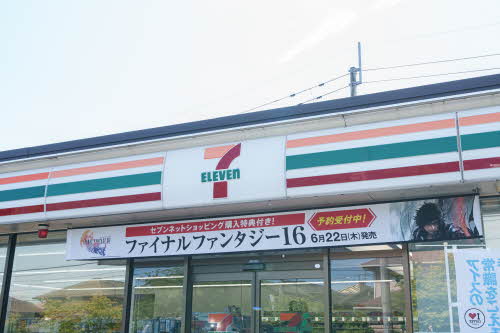 7
ELEVEN
セブンネットショッピング購入特典付き！
予約受付中！
ファイナルファンタジー16
6月22日(木)発売